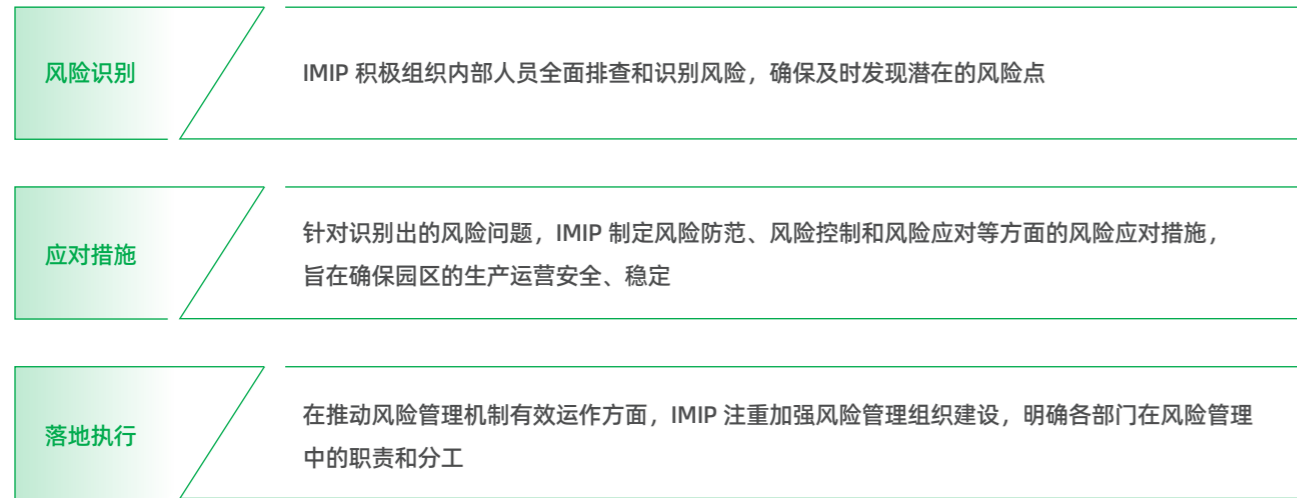 风险识别
IMIP 积极组织内部人员全面排查和识别风险，确保及时发现潜在的风险点
应对措施
针对识别出的风险问题，IMIP 制定风险防范、风险控制和风险应对等方面的风险应对措施，
旨在确保园区的生产运营安全、稳定
落地执行
在推动风险管理机制有效运作方面，IMIP 注重加强风险管理组织建设，明确各部门在风险管理
中的职责和分工